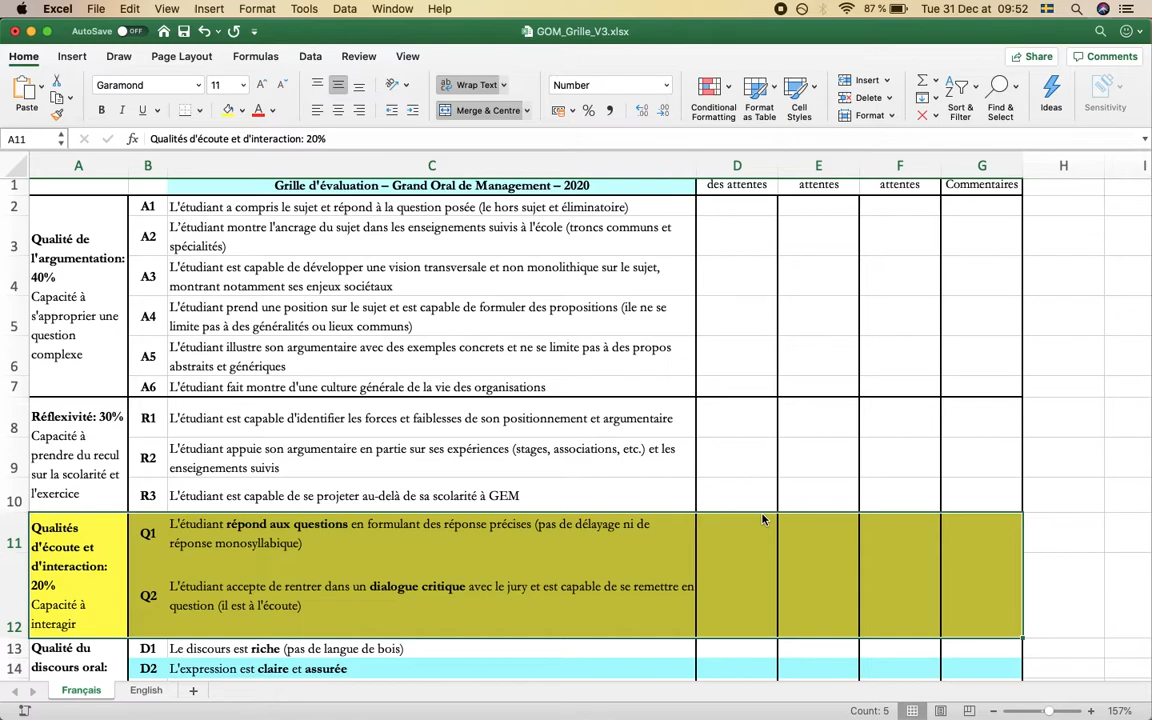 Excel File Edit View Insert Format Tools Data Window Help 87 % Tue 31 Dec at 09:52
AutoSave OFF GOM_Grille_V3.xlsx
Home Insert Draw Page Layout Formulas Data Review View Share Comments
Garamond 11 Wrap Text Number Insert
Paste Conditional Formatting Format as Table Cell Styles Delete Sort & Filter Find & Select Ideas Sensitivity
B I U A Merge & Centre % Format
A11 fx Qualités d'écoute et d'interaction: 20%
A B C D E F G H I
1 Grille d'évaluation – Grand Oral de Management – 2020 des attentes attentes attentes Commentaires
2 A1 L'étudiant a compris le sujet et répond à la question posée (le hors sujet et éliminatoire)
Qualité de
l'argumentation:
40%
Capacité à
s'approprier une
question
complexe
3 A2 L'étudiant montre l'ancrage du sujet dans les enseignements suivis à l'école (troncs communs et
spécialités)
4 A3 L'étudiant est capable de développer une vision transversale et non monolithique sur le sujet,
montrant notamment ses enjeux sociétaux
5 A4 L'étudiant prend une position sur le sujet et est capable de formuler des propositions (ile ne se
limite pas à des généralités ou lieux communs)
6 A5 L'étudiant illustre son argumentaire avec des exemples concrets et ne se limite pas à des propos
abstraits et génériques
7 A6 L'étudiant fait montre d'une culture générale de la vie des organisations
Réflexivité: 30%
Capacité à
prendre du recul
sur la scolarité et
l'exercice
8 R1 L'étudiant est capable d'identifier les forces et faiblesses de son positionnement et argumentaire
9 R2 L'étudiant appuie son argumentaire en partie sur ses expériences (stages, associations, etc.) et les
enseignements suivis
10 R3 L'étudiant est capable de se projeter au-delà de sa scolarité à GEM
Qualités
d'écoute et
d'interaction:
20%
Capacité à
interagir
11 Q1 L'étudiant répond aux questions en formulant des réponse précises (pas de délayage ni de
réponse monosyllabique)
12 Q2 L'étudiant accepte de rentrer dans un dialogue critique avec le jury et est capable de se remettre en
question (il est à l'écoute)
Qualité du
discours oral:
13 D1 Le discours est riche (pas de langue de bois)
14 D2 L'expression est claire et assurée
Français English +
Count: 5 157%